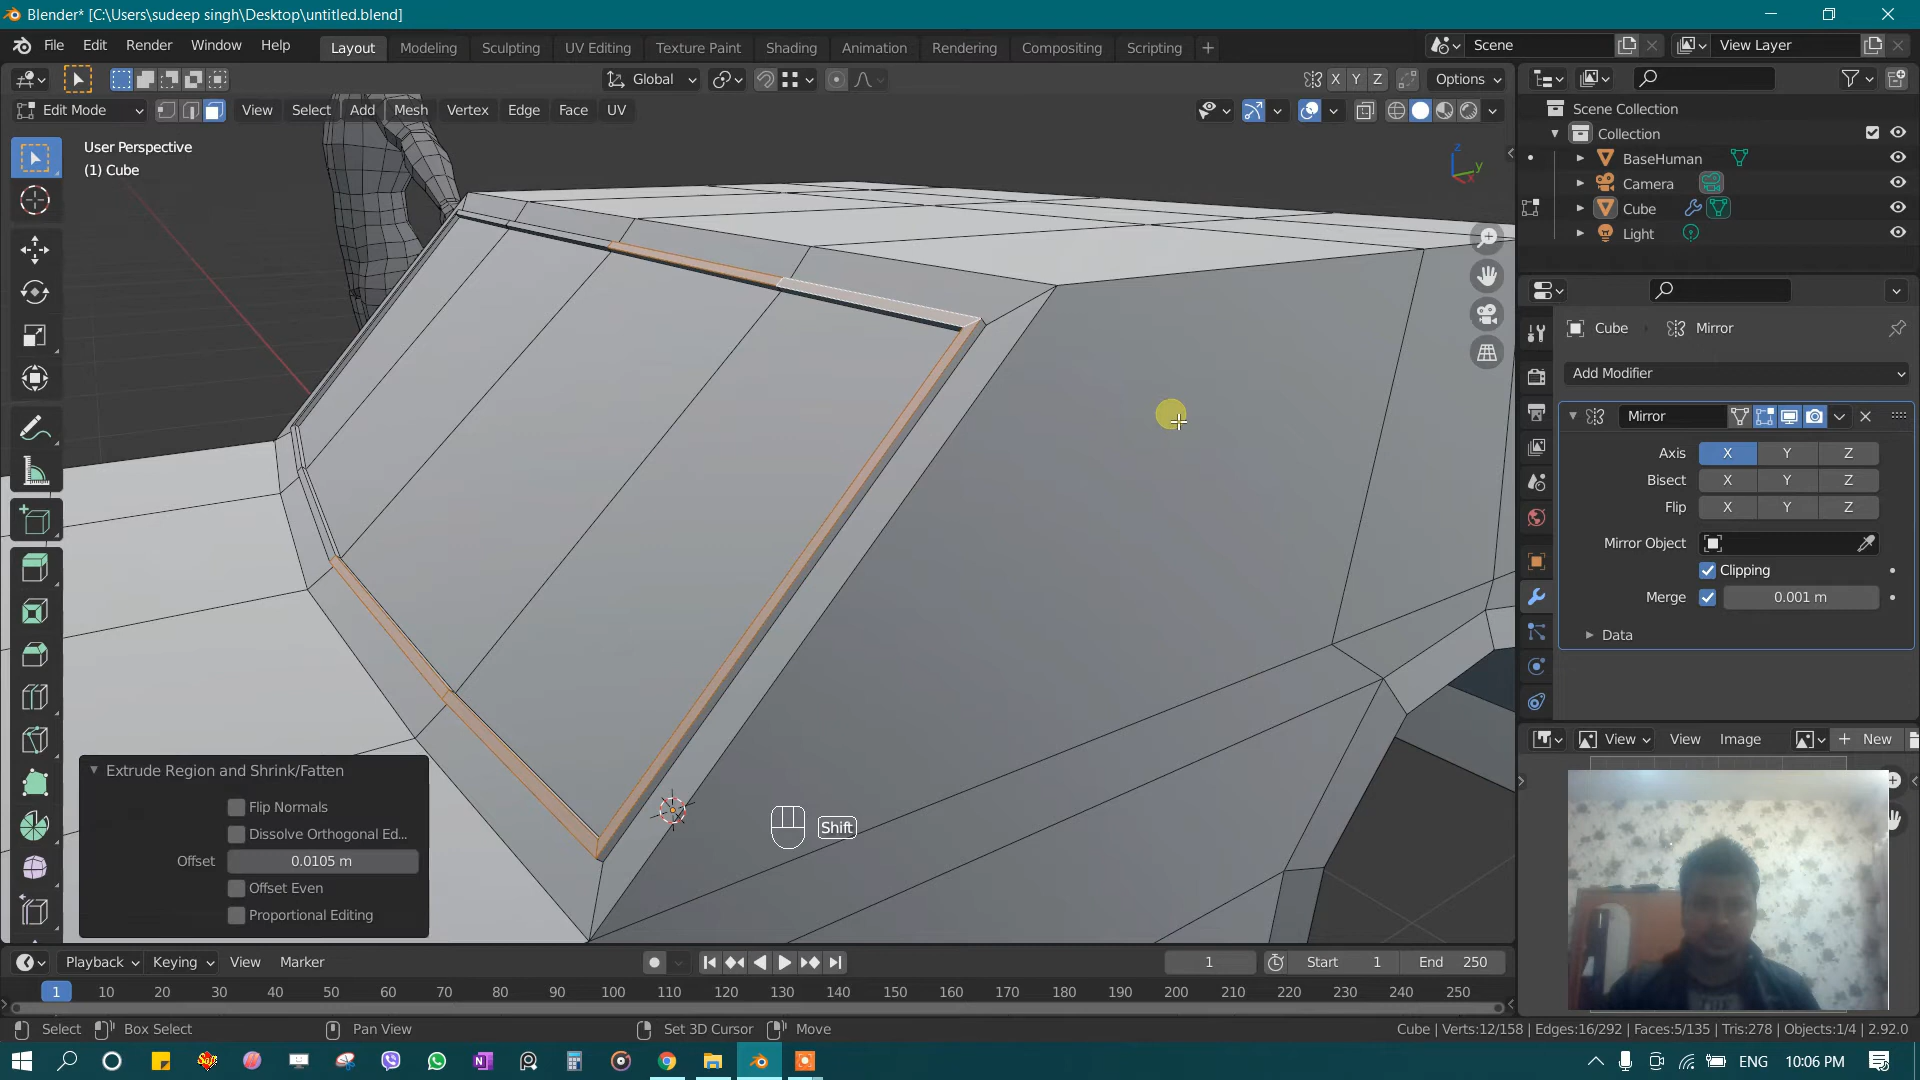 Blender* [C:\Users\sudeep singh\Desktop\untitled.blend]
File Edit Render Window Help
Layout Modeling Sculpting UV Editing Texture Paint Shading Animation Rendering Compositing Scripting
Scene
View Layer
Global
X Y Z
Options
Edit Mode
View Select Add Mesh Vertex Edge Face UV
User Perspective
(1) Cube
Z
Y
X
Scene Collection
Collection
BaseHuman
Camera
Cube
Light
Cube Mirror
Add Modifier
Mirror
Axis X Y Z
Bisect X Y Z
Flip X Y Z
Mirror Object
Clipping
Merge 0.001 m
Data
Extrude Region and Shrink/Fatten
Flip Normals
Dissolve Orthogonal Ed...
Offset 0.0105 m
Offset Even
Proportional Editing
Shift
View View Image New
Playback Keying View Marker
1 Start 1 End 250
1 10 20 30 40 50 60 70 80 90 100 110 120 130 140 150 160 170 180 190 200 210 220 230 240 250
Select Box Select Pan View Set 3D Cursor Move
Cube | Verts:12/158 | Edges:16/292 | Faces:5/135 | Tris:278 | Objects:1/4 | 2.92.0
ENG 10:06 PM